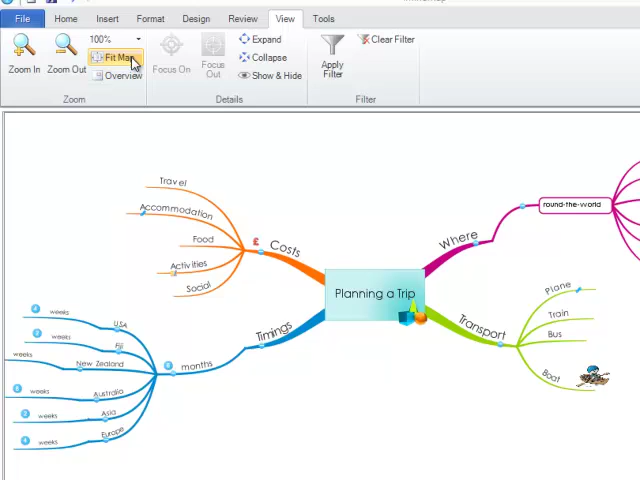 File Home Insert Format Design Review View Tools
100%
Fit Map
Overview
Zoom In Zoom Out
Zoom
Focus On
Focus Out
Expand
Collapse
Show & Hide
Details
Apply Filter
Clear Filter
Filter
Travel
Accommodation
Food
Activities
Social
£ Costs
Where
round-the-world
Planning a Trip
Transport
Plane
Train
Bus
Boat
Timings
months
weeks USA
weeks Fiji
weeks New Zealand
weeks Australia
weeks Asia
weeks Europe